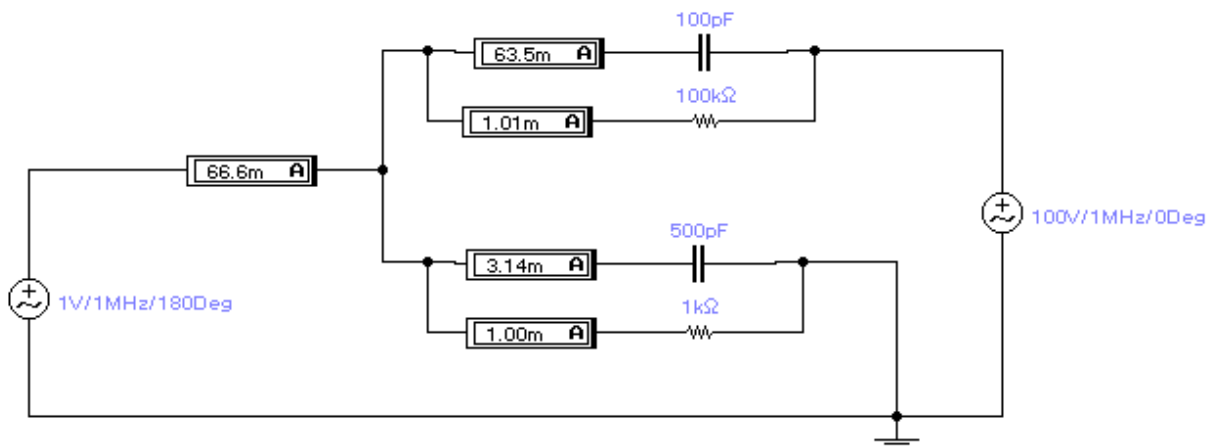 100pF
63.5m A
100kΩ
1.01m A
66.6m A
100V/1MHz/0Deg
500pF
3.14m A
1V/1MHz/180Deg
1kΩ
1.00m A